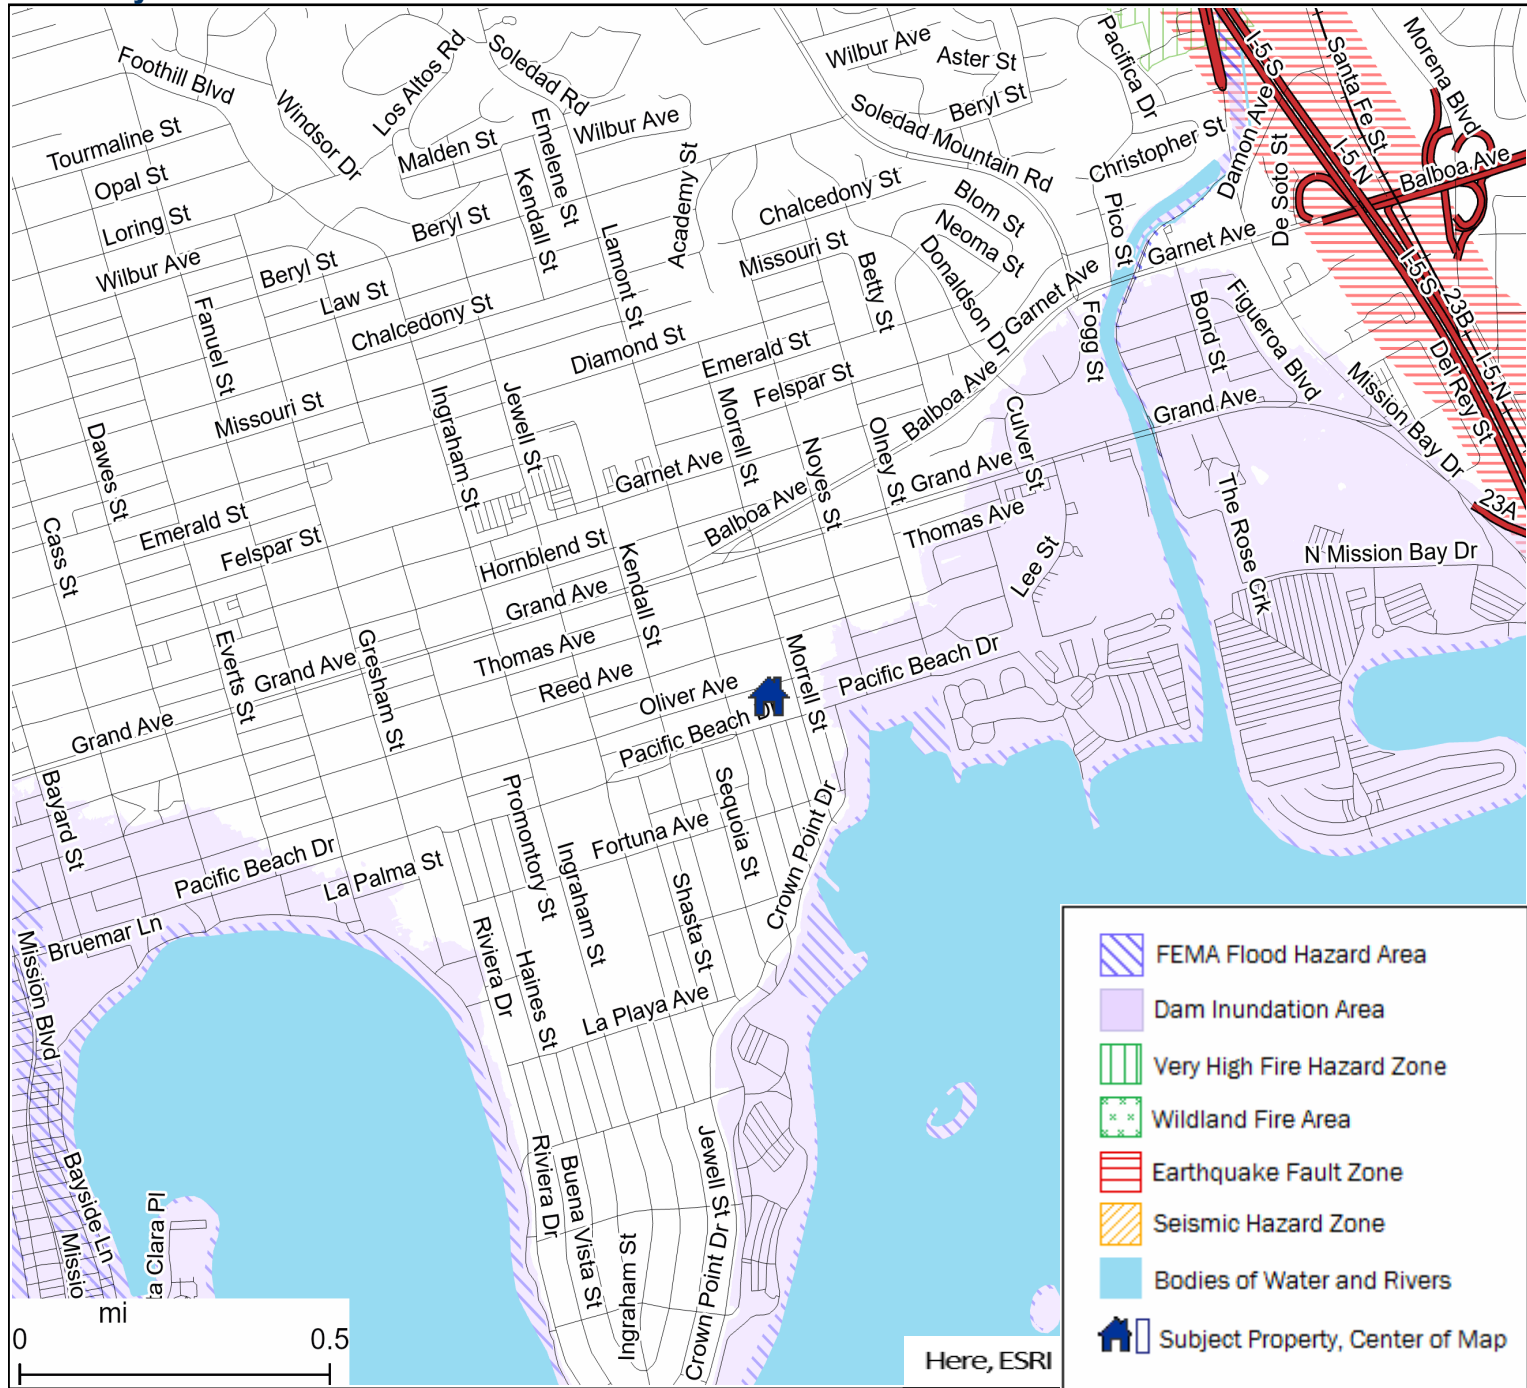 Foothill Blvd
Los Altos Rd
Soledad Rd
Wilbur Ave
Aster St
Pacifica Dr
I-5 S
Santa Fe St
Morena Blvd
Windsor Dr
Tourmaline St
Malden St
Emelene St
Wilbur Ave
Beryl St
Soledad Mountain Rd
Christopher St
Damon Ave
De Soto St
I-5 N
Balboa Ave
Opal St
Loring St
Wilbur Ave
Beryl St
Beryl St
Kendall St
Lamont St
Academy St
Chalcedony St
Missouri St
Blom St
Neoma St
Donaldson Dr
Betty St
Pico St
Garnet Ave
Garnet Ave
I-5 S
23B
I-5 N
Fanuel St
Law St
Chalcedony St
Diamond St
Emerald St
Felspar St
Fogg St
Bond St
Figueroa Blvd
Del Rey St
Mission Bay Dr
23A
Missouri St
Ingraham St
Jewell St
Morrell St
Balboa Ave
Culver St
Grand Ave
Dawes St
Cass St
Emerald St
Felspar St
Garnet Ave
Noyes St
Olney St
Grand Ave
Balboa Ave
Thomas Ave
Lee St
The Rose Crk
N Mission Bay Dr
Hornblend St
Grand Ave
Kendall St
Thomas Ave
Reed Ave
Oliver Ave
Morrell St
Pacific Beach Dr
Everts St
Grand Ave
Gresham St
Grand Ave
Pacific Beach Dr
Bayard St
Promontory St
Sequoia St
Fortuna Ave
Crown Point Dr
Pacific Beach Dr
La Palma St
Ingraham St
Shasta St
Bruemar Ln
Mission Blvd
Riviera Dr
Haines St
La Playa Ave
Riviera Dr
Buena Vista St
Jewell St
Ingraham St
Crown Point Dr
Bayside Ln
Missio
ta Clara Pl
mi
0 0.5
Here, ESRI
FEMA Flood Hazard Area
Dam Inundation Area
Very High Fire Hazard Zone
Wildland Fire Area
Earthquake Fault Zone
Seismic Hazard Zone
Bodies of Water and Rivers
Subject Property, Center of Map